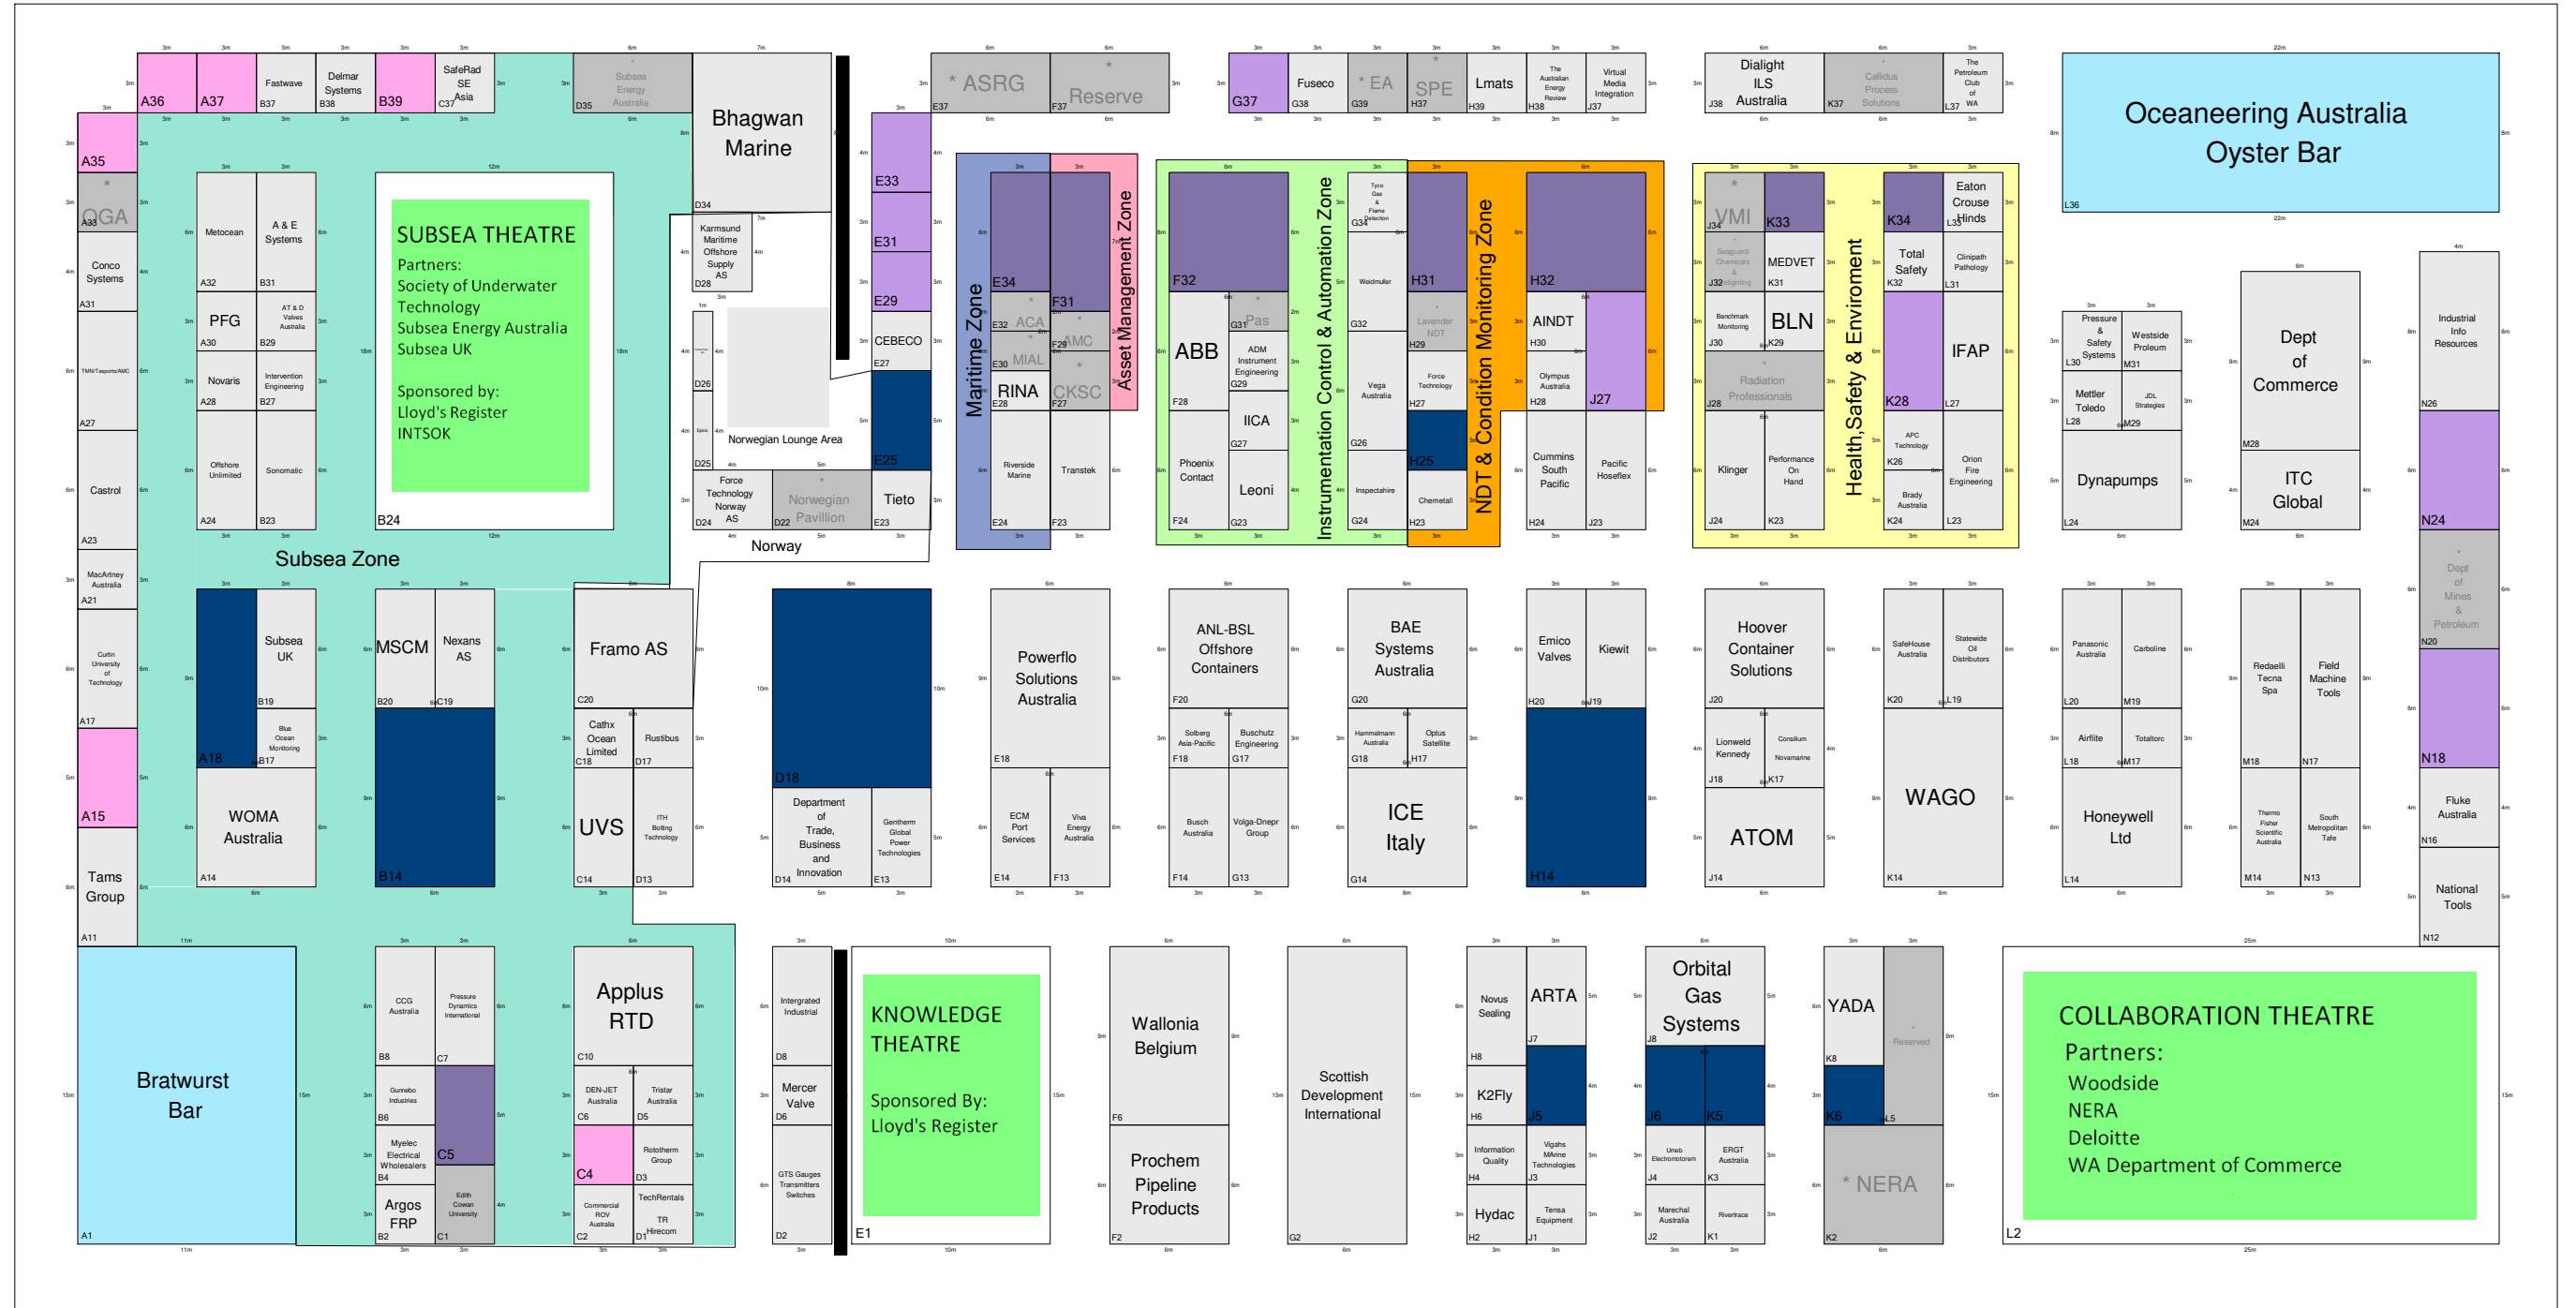 A36
A37
Fastwave
B37
Delmar
Systems
B38
B39
SafeRad
SE
Asia
C37
*
Subsea
Energy
Australia
D35
Bhagwan
Marine
D34
* ASRG
E37
*
Reserve
F37
G37
Fuseco
G38
* EA
G39
*
SPE
H37
Lmats
H39
The
Australian
Energy
Review
H38
Virtual
Media
Integration
J37
Dialight
ILS
Australia
J38
*
Callidus
Process
Solutions
K37
The
Petroleum
Club
of
WA
L37
Oceaneering Australia
Oyster Bar
L36
A35
*
OGA
A33
Conco
Systems
A31
TMN/Tasports/AMC
A27
Castrol
A23
MacArtney
Australia
A21
Curtin
University
of
Technology
A17
A15
Tams
Group
A11
Metocean
A32
A & E
Systems
B31
PFG
A30
AT & D
Valves
Australia
B29
Novaris
A28
Intervention
Engineering
B27
Offshore
Unlimited
A24
Sonomatic
B23
SUBSEA THEATRE
Partners:
Society of Underwater
Technology
Subsea Energy Australia
Subsea UK
Sponsored by:
Lloyd's Register
INTSOK
B24
Subsea Zone
Karmsund
Maritime
Offshore
Supply
AS
D28
D26
Epsis
D25
Norwegian Lounge Area
Force
Technology
Norway
AS
D24
*
Norwegian
Pavillion
D22
Tieto
E23
Norway
E33
E31
E29
CEBECO
E27
E25
Maritime Zone
E34
*
ACA
E32
*
MIAL
E30
RINA
E28
Riverside
Marine
E24
F31
*
AMC
F29
*
CKSC
F27
Transtek
F23
Asset Management Zone
F32
ABB
F28
*
Pas
G31
ADM
Instrument
Engineering
G29
IICA
G27
Phoenix
Contact
F24
Leoni
G23
Instrumentation Control & Automation Zone
Tyco
Gas
&
Flame
Detection
G34
Weidmuller
G32
Vega
Australia
G26
Inspectahire
G24
H31
*
Lavender
NDT
H29
Force
Technology
H27
H25
Chemetall
H23
NDT & Condition Monitoring Zone
H32
AINDT
H30
Olympus
Australia
H28
J27
Cummins
South
Pacific
H24
Pacific
Hoseflex
J23
*
VMI
J34
K33
*
Seaguard
Chemicals
&
Firefighting
J32
MEDVET
K31
Benchmark
Monitoring
J30
BLN
K29
*
Radiation
Professionals
J28
Klinger
J24
Performance
On
Hand
K23
Health,Safety & Environment
K34
Eaton
Crouse
Hinds
L33
Total
Safety
K32
Clinipath
Pathology
L31
K28
IFAP
L27
APC
Technology
K26
Brady
Australia
K24
Orion
Fire
Engineering
L23
Pressure
&
Safety
Systems
L30
Westside
Proleum
M31
Mettler
Toledo
L28
JDL
Strategies
M29
Dynapumps
L24
Dept
of
Commerce
M28
ITC
Global
M24
Industrial
Info
Resources
N26
N24
*
Dept
of
Mines
&
Petroleum
N20
N18
Fluke
Australia
N16
National
Tools
N12
A18
Subsea
UK
B19
Blue
Ocean
Monitoring
B17
WOMA
Australia
A14
MSCM
B20
Nexans
AS
C19
B14
Framo AS
C20
Cathx
Ocean
Limited
C18
Rustibus
D17
UVS
C14
ITH
Bolting
Technology
D13
D18
Department
of
Trade,
Business
and
Innovation
D14
Gentherm
Global
Power
Technologies
E13
Powerflo
Solutions
Australia
E18
ECM
Port
Services
E14
Viva
Energy
Australia
F13
ANL-BSL
Offshore
Containers
F20
Solberg
Asia-Pacific
F18
Buschutz
Engineering
G17
Busch
Australia
F14
Volga-Dnepr
Group
G13
BAE
Systems
Australia
G20
Hammelmann
Australia
G18
Optus
Satellite
H17
ICE
Italy
G14
Emico
Valves
H20
Kiewit
J19
H14
Hoover
Container
Solutions
J20
Lionweld
Kennedy
J18
Consilium
Novamarine
K17
ATOM
J14
SafeHouse
Australia
K20
Statewide
Oil
Distributors
L19
WAGO
K14
Panasonic
Australia
L20
Carboline
M19
Airflite
L18
Totaltorc
M17
Honeywell
Ltd
L14
Redaelli
Tecna
Spa
M18
Field
Machine
Tools
N17
Thermo
Fisher
Scientific
Australia
M14
South
Metropolitan
Tafe
N13
Bratwurst
Bar
A1
CCG
Australia
B8
Pressure
Dynamics
International
C7
Gunnebo
Industries
B6
C5
Myelec
Electrical
Wholesalers
B4
Argos
FRP
B2
Edith
Cowan
University
C1
Applus
RTD
C10
DEN-JET
Australia
C6
Tristar
Australia
D5
C4
Rototherm
Group
D3
Commercial
ROV
Australia
C2
TechRentals
TR
Hirecom
D1
Intergrated
Industrial
D8
Mercer
Valve
D6
GTS Gauges
Transmitters
Switches
D2
KNOWLEDGE
THEATRE
Sponsored By:
Lloyd's Register
E1
Wallonia
Belgium
F6
Prochem
Pipeline
Products
F2
Scottish
Development
International
G2
Novus
Sealing
H8
ARTA
J7
K2Fly
H6
J5
Information
Quality
H4
Vigahs
MArine
Technologies
J3
Hydac
H2
Tensa
Equipment
J1
Orbital
Gas
Systems
J8
J6
K5
Umeb
Electromotorem
J4
ERGT
Australia
K3
Marechal
Australia
J2
Rivertrace
K1
YADA
K8
*
Reserved
L5
K6
* NERA
K2
COLLABORATION THEATRE
Partners:
Woodside
NERA
Deloitte
WA Department of Commerce
L2